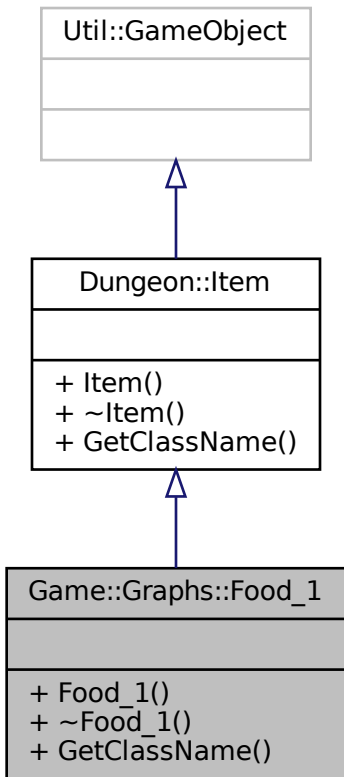 Util::GameObject
Dungeon::Item
+ Item()
+ ~Item()
+ GetClassName()
Game::Graphs::Food_1
+ Food_1()
+ ~Food_1()
+ GetClassName()